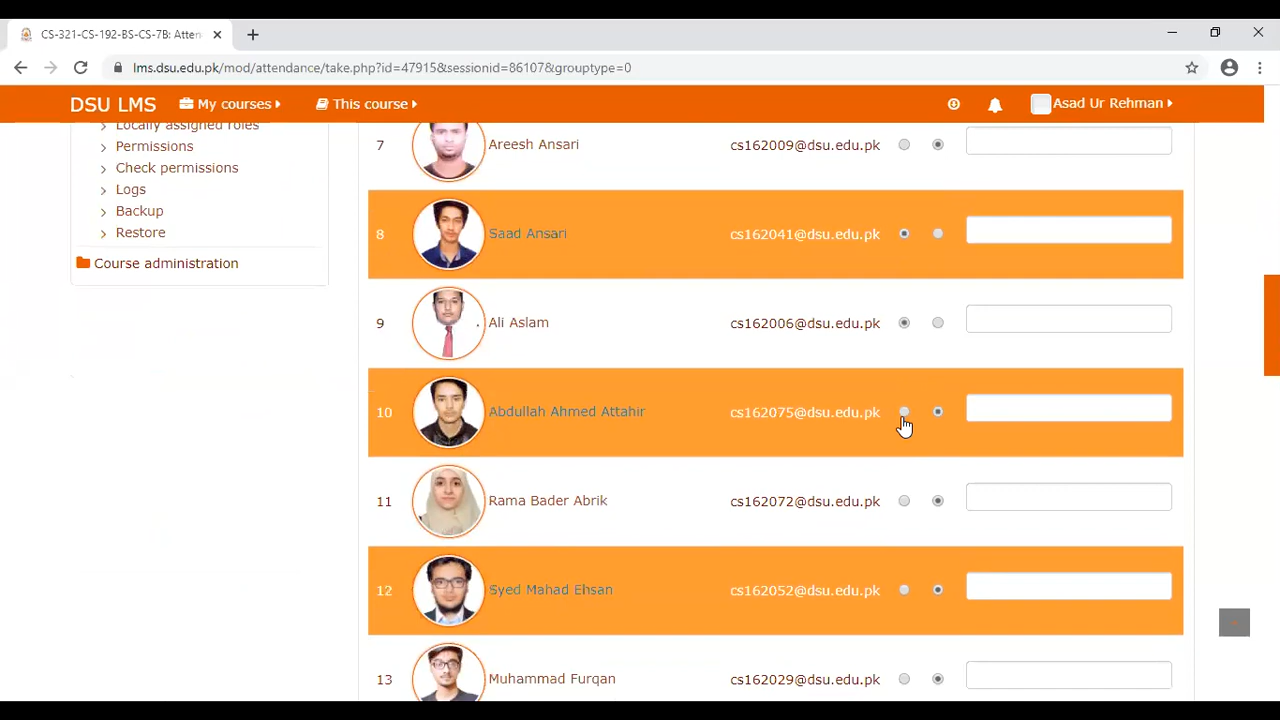 CS-321-CS-192-BS-CS-7B: Atten
lms.dsu.edu.pk/mod/attendance/take.php?id=47915&sessionid=86107&grouptype=0
DSU LMS My courses This course Asad Ur Rehman
Locally assigned roles
Permissions
Check permissions
Logs
Backup
Restore
Course administration
7 Areesh Ansari cs162009@dsu.edu.pk
8 Saad Ansari cs162041@dsu.edu.pk
9 Ali Aslam cs162006@dsu.edu.pk
10 Abdullah Ahmed Attahir cs162075@dsu.edu.pk
11 Rama Bader Abrik cs162072@dsu.edu.pk
12 Syed Mahad Ehsan cs162052@dsu.edu.pk
13 Muhammad Furqan cs162029@dsu.edu.pk